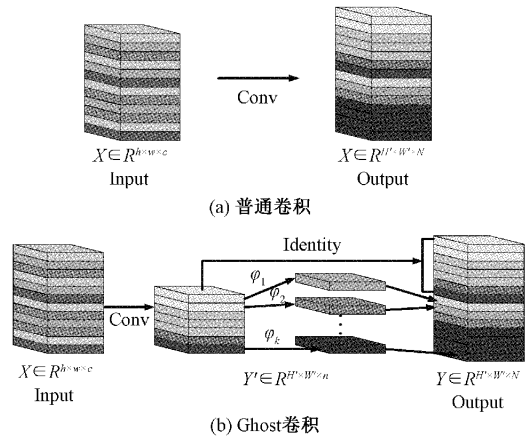 Conv
X∈R^{h×w×c}
X∈R^{H'×W'×N}
Input
Output
(a) 普通卷积
Identity
φ₁
φ₂
Conv
φₖ
X∈R^{h×w×c}
Y'∈R^{H'×W'×n}
Y∈R^{H'×W'×N}
Input
Output
(b) Ghost卷积